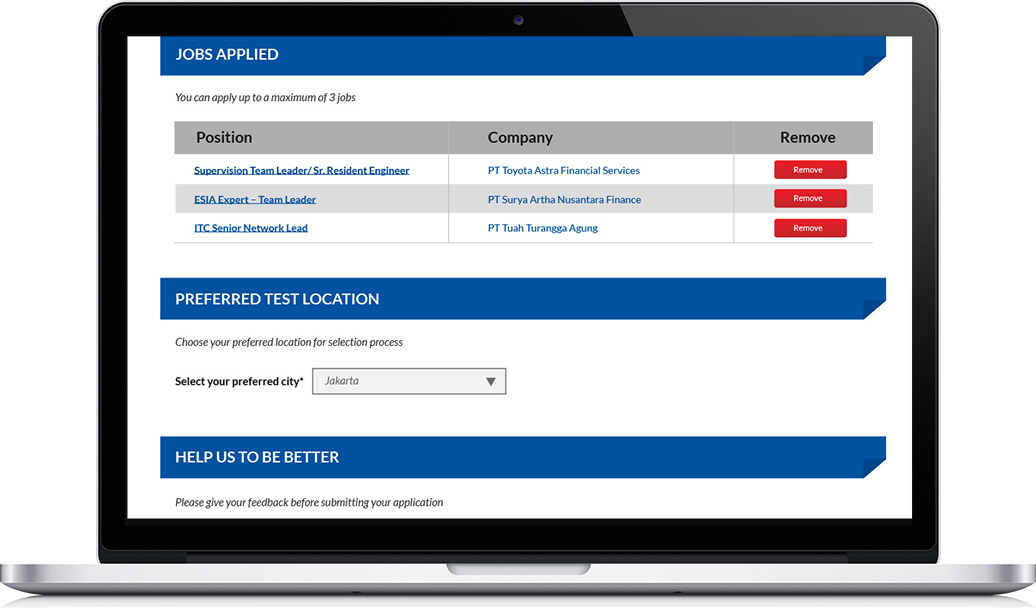 JOBS APPLIED
You can apply up to a maximum of 3 jobs
Position Company Remove
Supervision Team Leader/ Sr. Resident Engineer PT Toyota Astra Financial Services Remove
ESIA Expert – Team Leader PT Surya Artha Nusantara Finance Remove
ITC Senior Network Lead PT Tuah Turangga Agung Remove
PREFERRED TEST LOCATION
Choose your preferred location for selection process
Select your preferred city* Jakarta
HELP US TO BE BETTER
Please give your feedback before submitting your application